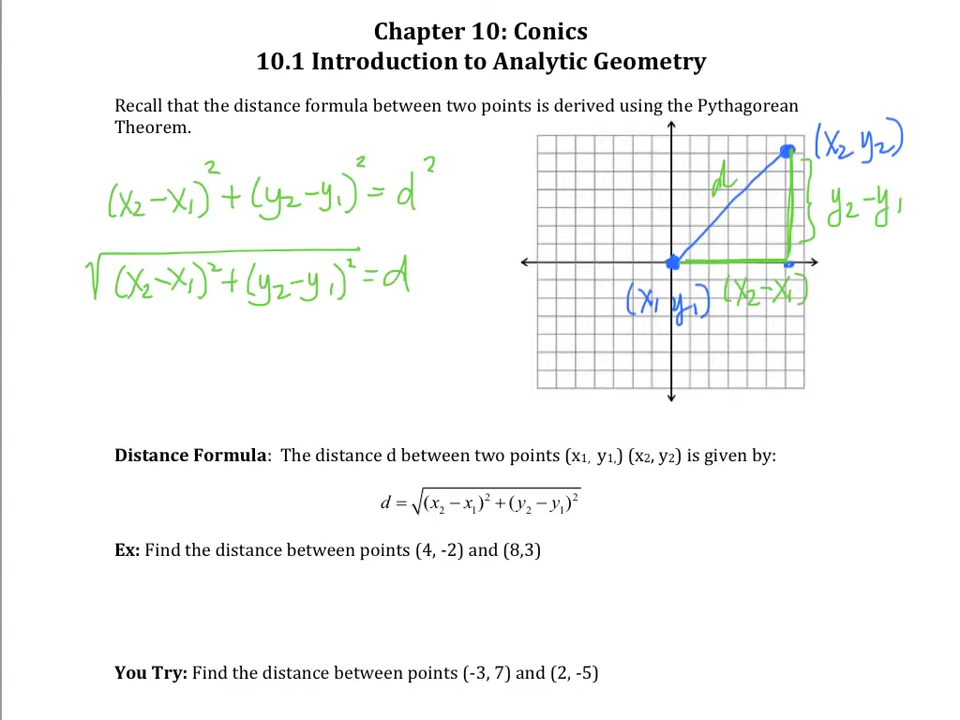 Chapter 10: Conics
10.1 Introduction to Analytic Geometry
Recall that the distance formula between two points is derived using the Pythagorean
Theorem.
(x₂-x₁)² + (y₂-y₁)² = d²
√(x₂-x₁)² + (y₂-y₁)² = d
(x₂ y₂)
d
y₂-y₁
(x₁ y₁) (x₂-x₁)
Distance Formula: The distance d between two points (x₁, y₁,) (x₂, y₂) is given by:
d = √(x₂ - x₁)² + (y₂ - y₁)²
Ex: Find the distance between points (4, -2) and (8,3)
You Try: Find the distance between points (-3, 7) and (2, -5)